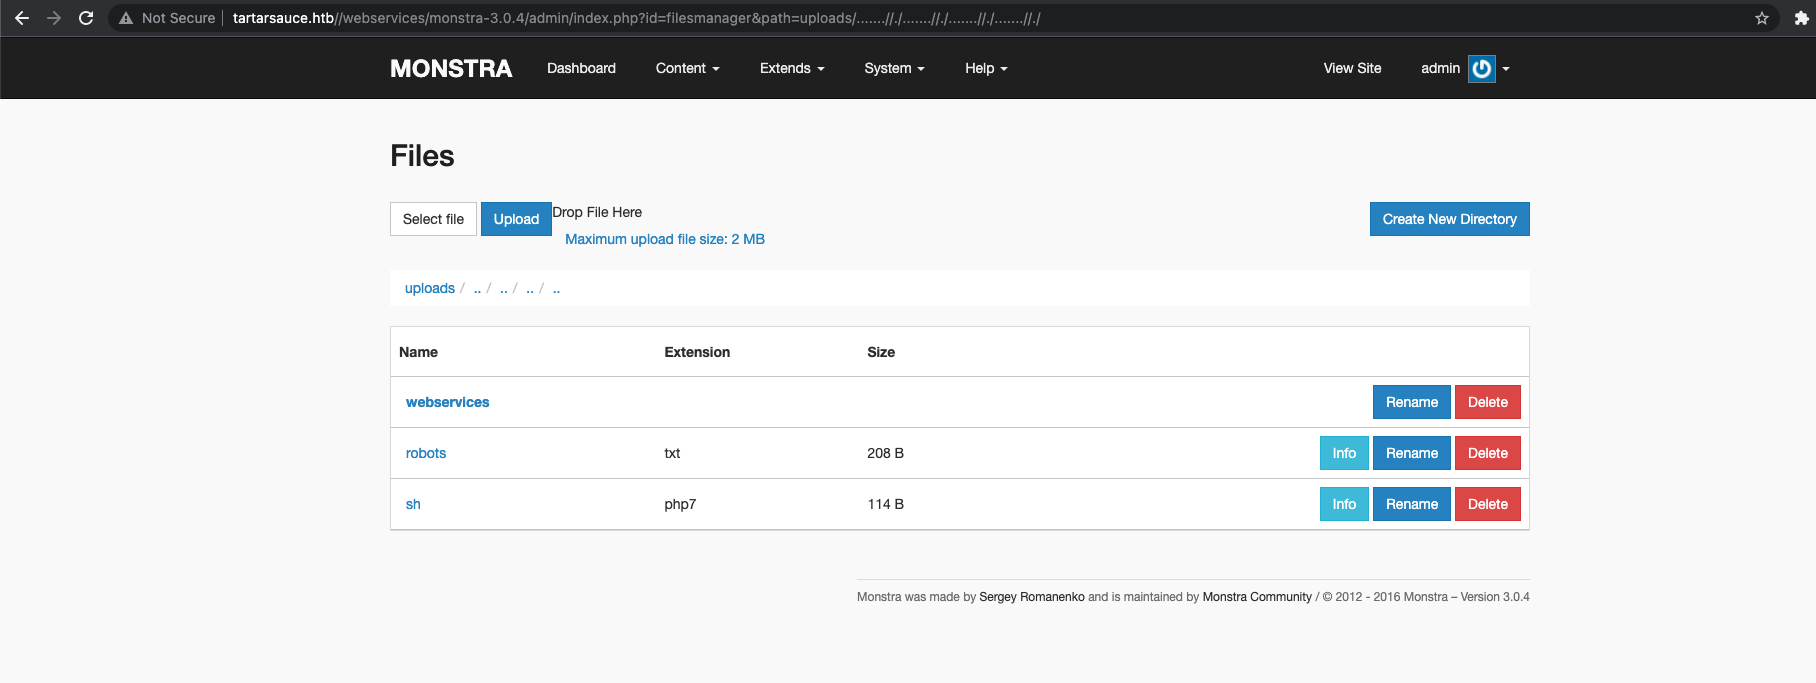 Not Secure tartarsauce.htb//webservices/monstra-3.0.4/admin/index.php?id=filesmanager&path=uploads/.......//./.......//./.......//./.......//./
MONSTRA Dashboard Content Extends System Help View Site admin
Files
Select file Upload Drop File Here Create New Directory
Maximum upload file size: 2 MB
uploads / .. / .. / .. / ..
Name Extension Size
webservices Rename Delete
robots txt 208 B Info Rename Delete
sh php7 114 B Info Rename Delete
Monstra was made by Sergey Romanenko and is maintained by Monstra Community / © 2012 - 2016 Monstra – Version 3.0.4